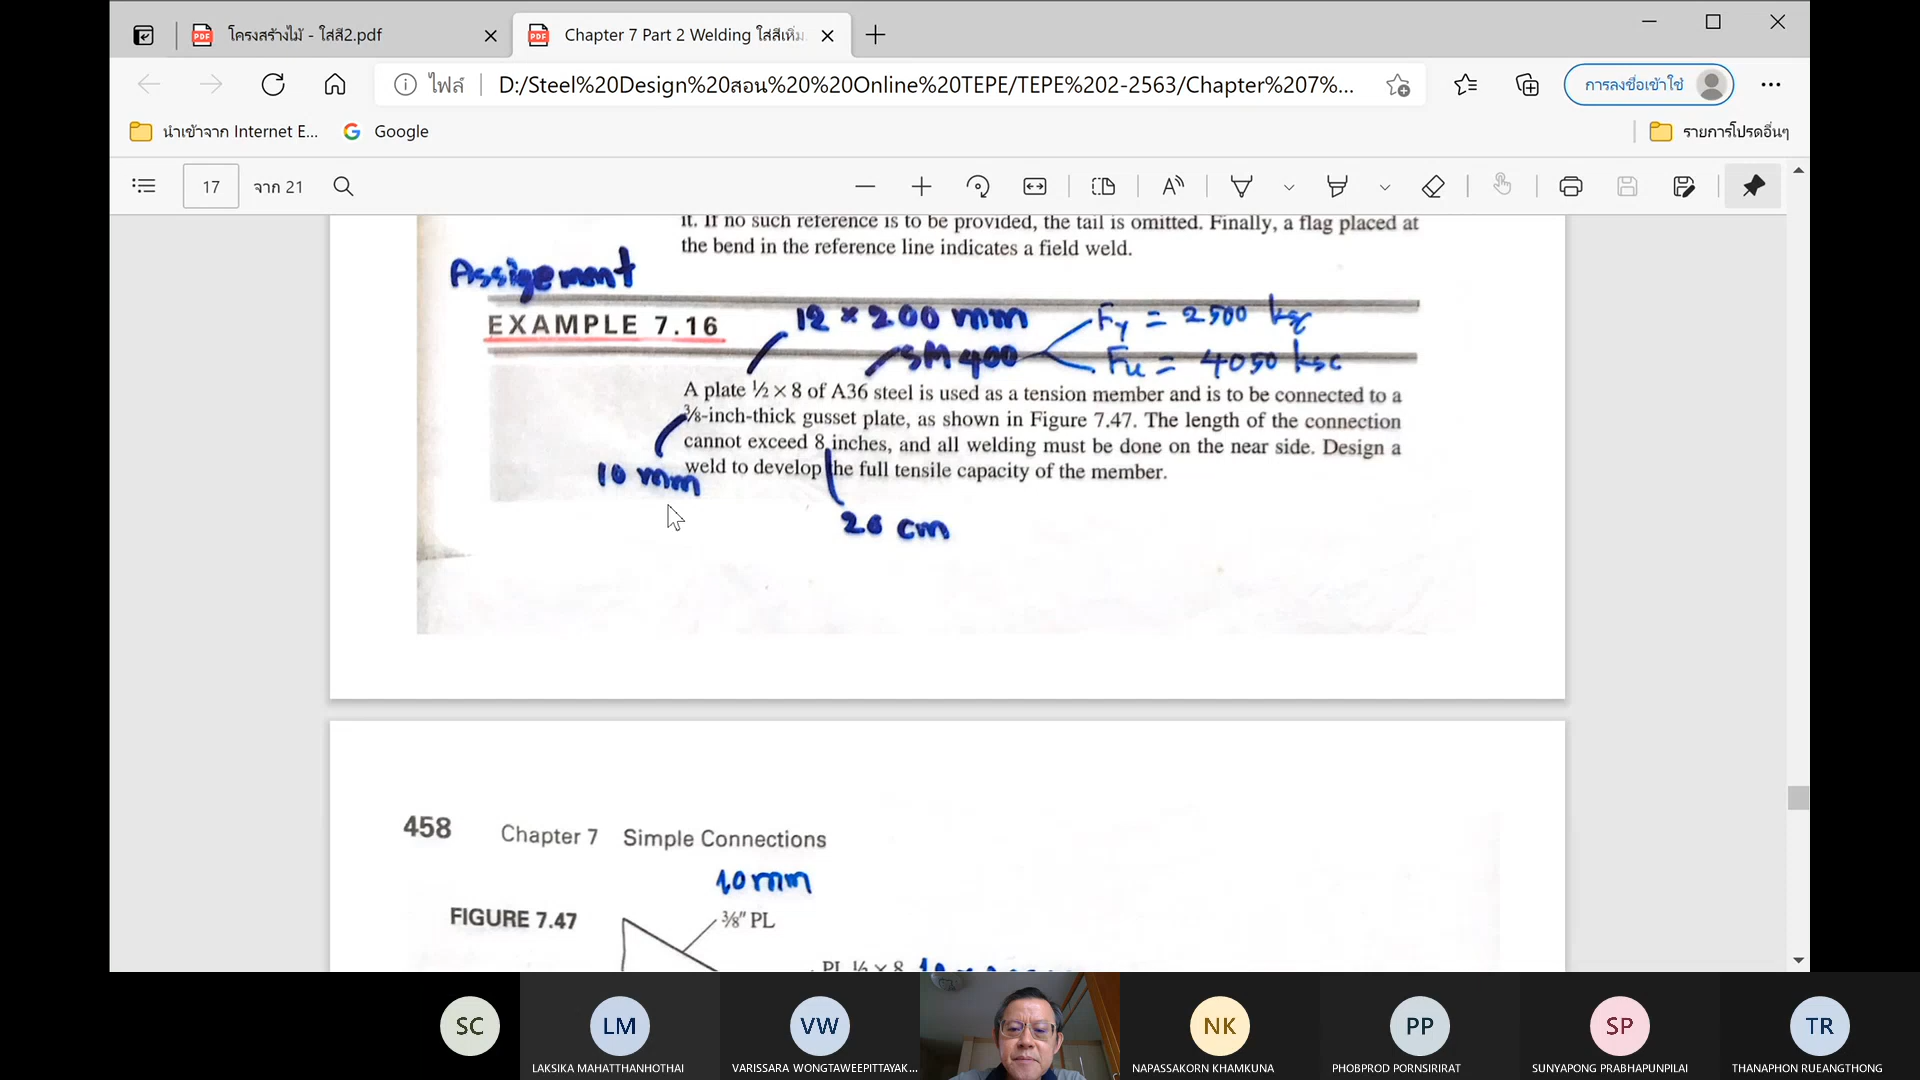 โครงสร้างไม้ - ใส่สี2.pdf
Chapter 7 Part 2 Welding ใส่สีเพิ่ม
ไฟล์
D:/Steel%20Design%20สอน%20%20Online%20TEPE/TEPE%202-2563/Chapter%207%...
การลงชื่อเข้าใช้
นำเข้าจาก Internet E...
Google
รายการโปรดอื่นๆ
17
จาก 21
it. If no such reference is to be provided, the tail is omitted. Finally, a flag placed at
the bend in the reference line indicates a field weld.
Assigement
EXAMPLE 7.16
12 × 200 mm
Fy = 2500 ksc
SM 400
Fu = 4050 ksc
A plate ½ × 8 of A36 steel is used as a tension member and is to be connected to a
⅜-inch-thick gusset plate, as shown in Figure 7.47. The length of the connection
cannot exceed 8 inches, and all welding must be done on the near side. Design a
weld to develop the full tensile capacity of the member.
10 mm
20 cm
458
Chapter 7 Simple Connections
10 mm
FIGURE 7.47
⅜" PL
PL ½ × 8
SC
LM
VW
NK
PP
SP
TR
LAKSIKA MAHATTHANHOTHAI
VARISSARA WONGTAWEEPITTAYAK...
NAPASSAKORN KHAMKUNA
PHOBPROD PORNSIRIRAT
SUNYAPONG PRABHAPUNPILAI
THANAPHON RUEANGTHONG